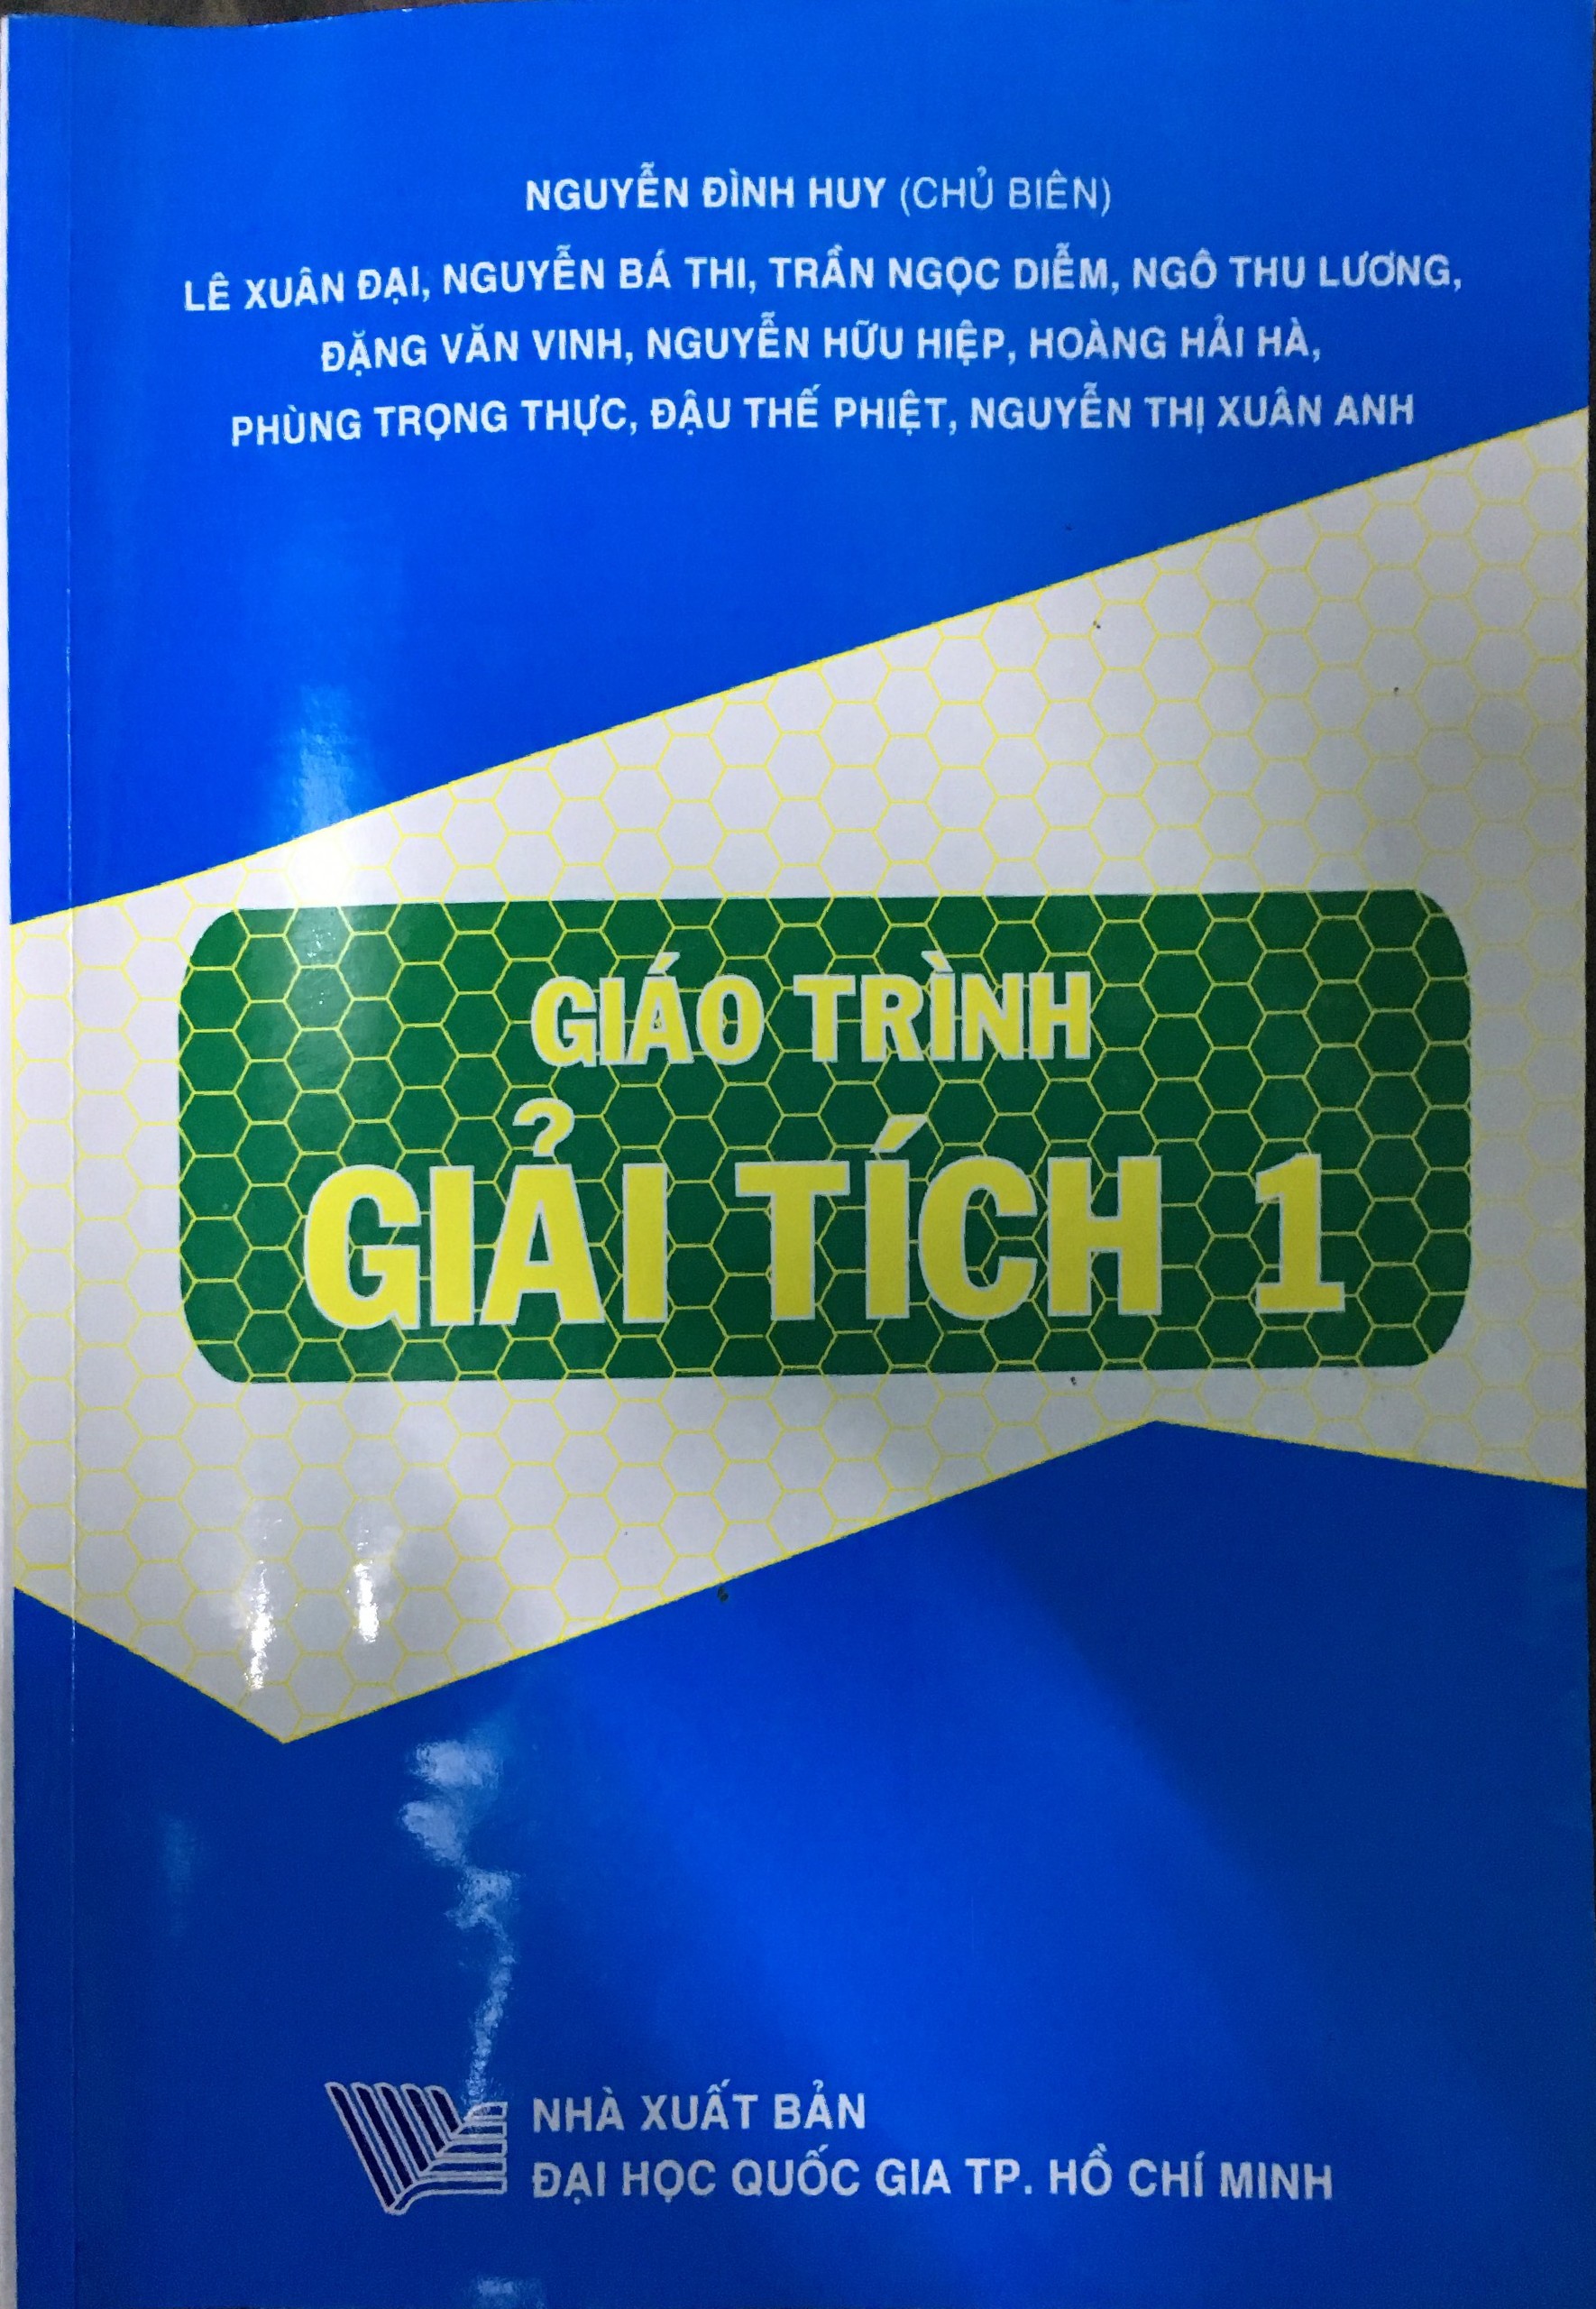 NGUYỄN ĐÌNH HUY (CHỦ BIÊN)
LÊ XUÂN ĐẠI, NGUYỄN BÁ THI, TRẦN NGỌC DIỄM, NGÔ THU LƯƠNG,
ĐẶNG VĂN VINH, NGUYỄN HỮU HIỆP, HOÀNG HẢI HÀ,
PHÙNG TRỌNG THỰC, ĐẬU THẾ PHIỆT, NGUYỄN THỊ XUÂN ANH
GIÁO TRÌNH
GIẢI TÍCH 1
NHÀ XUẤT BẢN
ĐẠI HỌC QUỐC GIA TP. HỒ CHÍ MINH